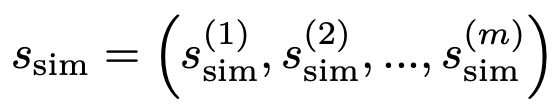 s_sim = (s_sim^(1), s_sim^(2), ..., s_sim^(m))